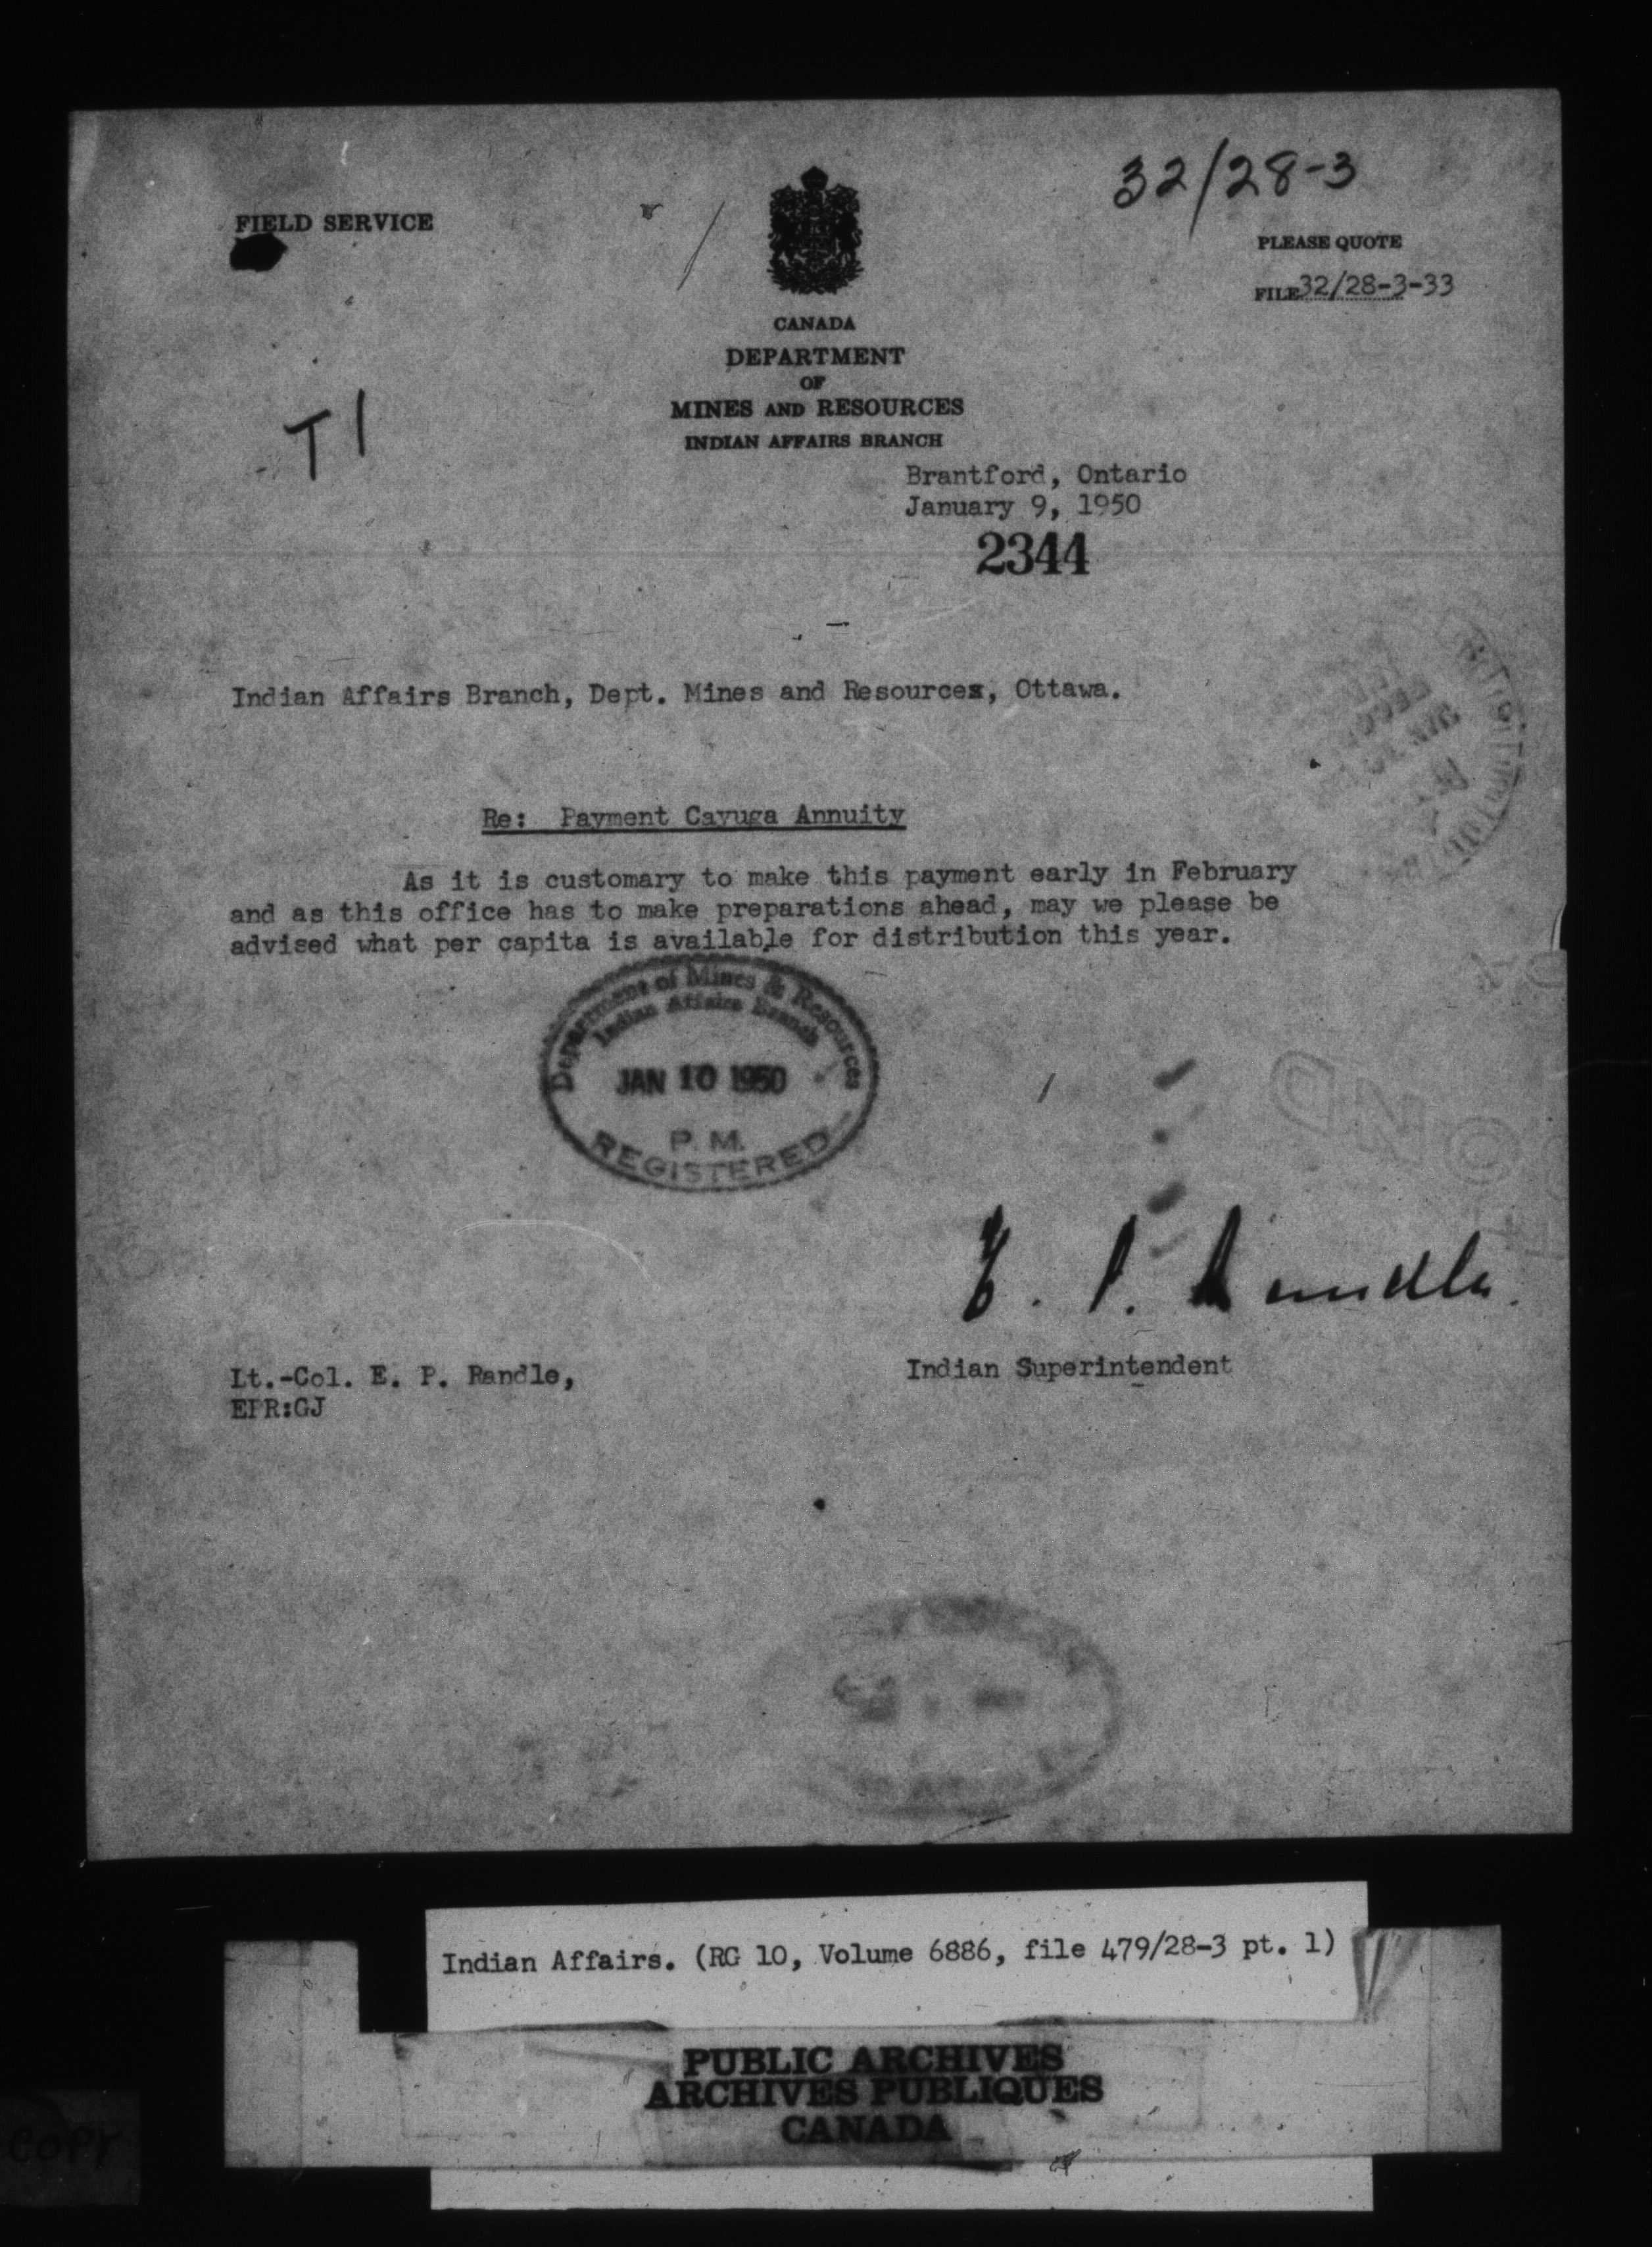 32/28-3
FIELD SERVICE
PLEASE QUOTE
FILE 32/28-3-33
CANADA
DEPARTMENT
OF
MINES AND RESOURCES
INDIAN AFFAIRS BRANCH
T1
Brantford, Ontario
January 9, 1950
2344
Indian Affairs Branch, Dept. Mines and Resources, Ottawa.
Re: Payment Cayuga Annuity
As it is customary to make this payment early in February
and as this office has to make preparations ahead, may we please be
advised what per capita is available for distribution this year.
Department of Mines & Resources
Indian Affairs Branch
JAN 10 1950
P. M.
REGISTERED
E. P. Randle.
Lt.-Col. E. P. Randle,
Indian Superintendent
EPR:GJ
Indian Affairs. (RG 10, Volume 6886, file 479/28-3 pt. 1)
PUBLIC ARCHIVES
ARCHIVES PUBLIQUES
CANADA
COPY